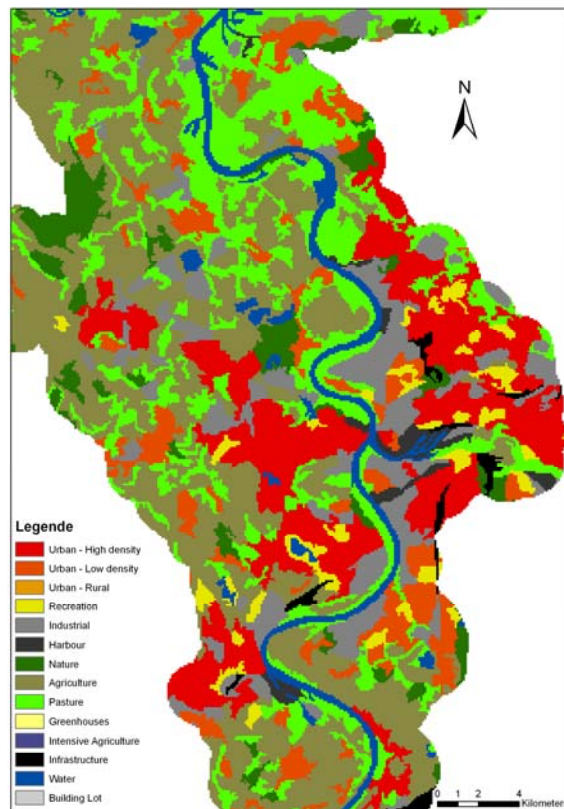 N
Legende
Urban - High density
Urban - Low density
Urban - Rural
Recreation
Industrial
Harbour
Nature
Agriculture
Pasture
Greenhouses
Intensive Agriculture
Infrastructure
Water
Building Lot
0 1 2 4
Kilometer